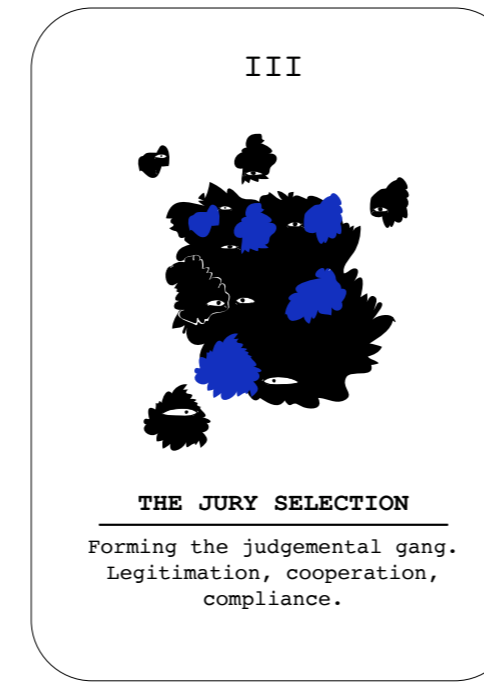 III
THE JURY SELECTION
Forming the judgemental gang.
Legitimation, cooperation,
compliance.